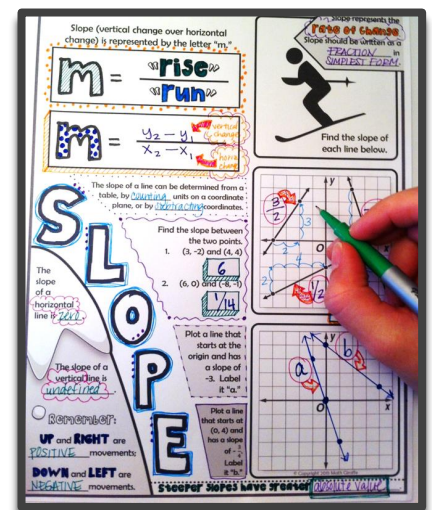 Slope (vertical change over horizontal
change) is represented by the letter "m."
m = rise
run
m = y₂ − y₁
x₂ − x₁
vertical
change
change
slope represents the
rate of change
Slope should be written as a
FRACTION in
SIMPLEST FORM.
Find the slope of
each line below.
The slope of a line can be determined from a
table, by counting units on a coordinate
plane, or by subtracting coordinates.
SLOPE
Find the slope between
the two points.
1. (3, -2) and (4, 4)
6
2. (6, 0) and (-8, -1)
1/14
The
slope
of a
horizontal
line is zero.
The slope of a
vertical line is
undefined.
Remember:
UP and RIGHT are
POSITIVE movements;
DOWN and LEFT are
NEGATIVE movements.
Plot a line that
starts at the
origin and has
a slope of
-3. Label
it "a."
Plot a line
that starts at
(0, 4) and
has a slope
of
Label
it "b."
y
3
2
3
2
O
4
2
1/2
y
a
b
O
x
steeper slopes have greater absolute value